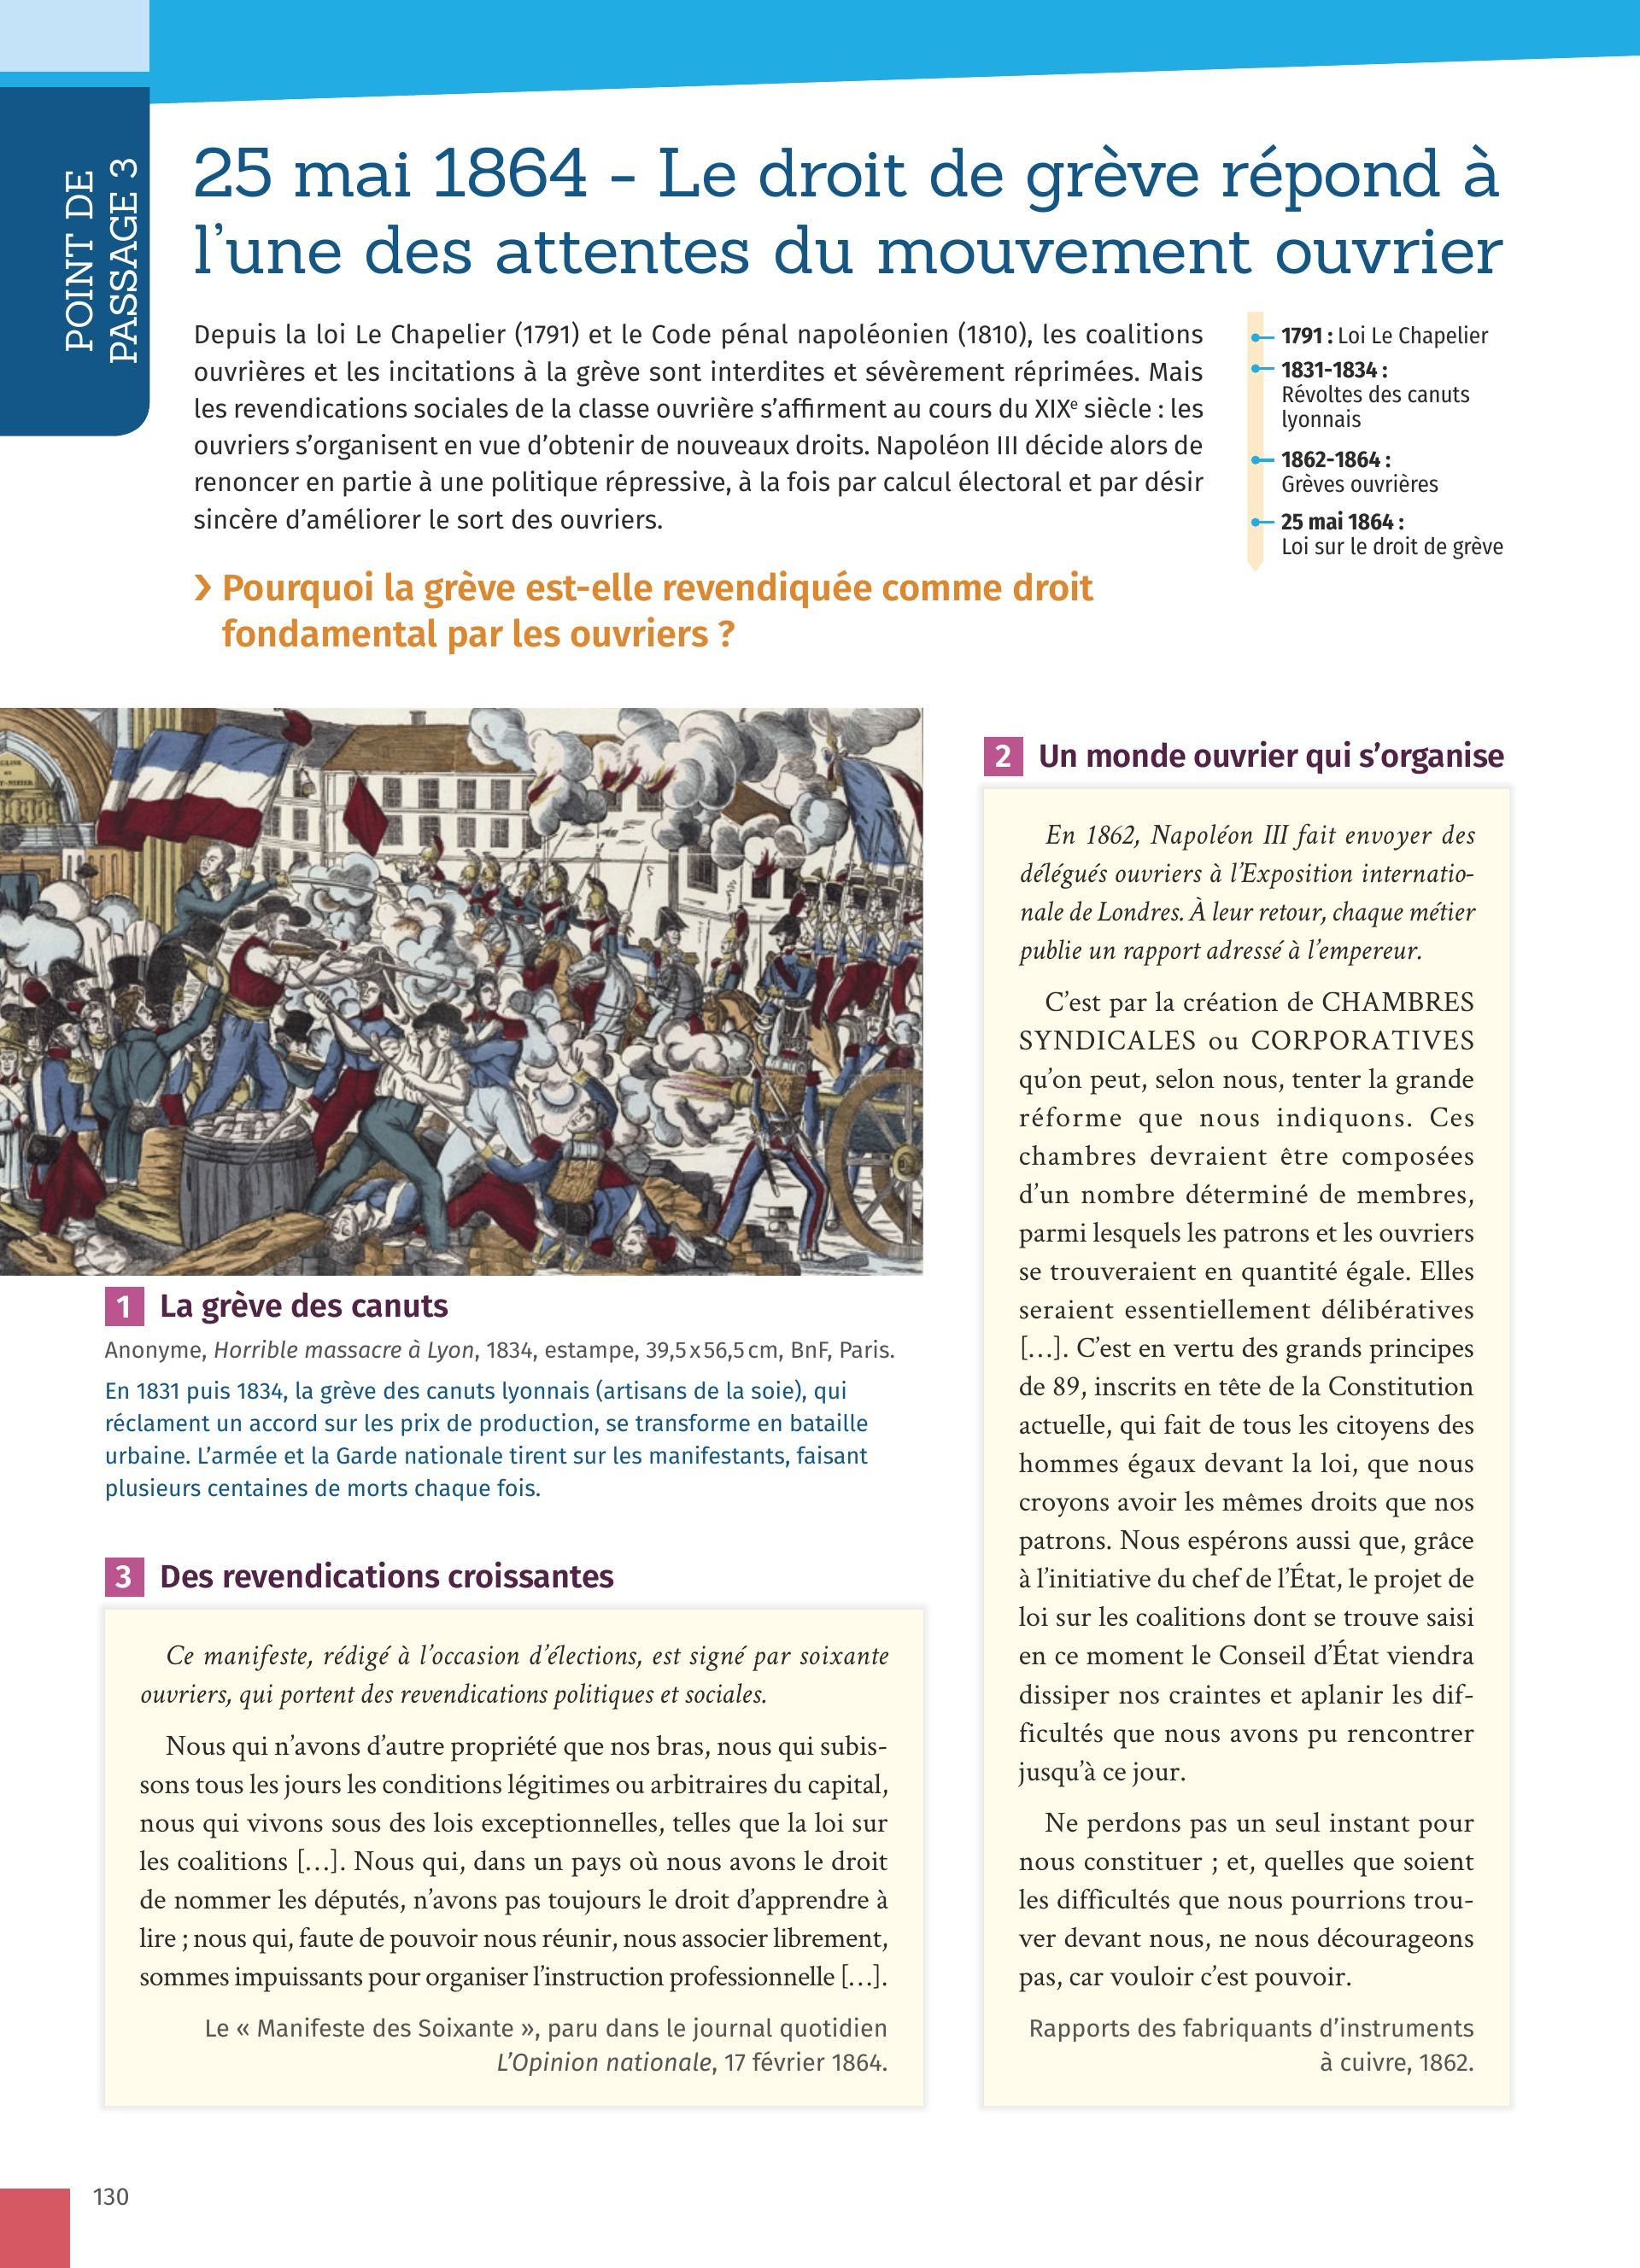 POINT DE
PASSAGE 3
25 mai 1864 - Le droit de grève répond à
l’une des attentes du mouvement ouvrier
Depuis la loi Le Chapelier (1791) et le Code pénal napoléonien (1810), les coalitions
ouvrières et les incitations à la grève sont interdites et sévèrement réprimées. Mais
les revendications sociales de la classe ouvrière s’affirment au cours du XIXe siècle : les
ouvriers s’organisent en vue d’obtenir de nouveaux droits. Napoléon III décide alors de
renoncer en partie à une politique répressive, à la fois par calcul électoral et par désir
sincère d’améliorer le sort des ouvriers.
1791 : Loi Le Chapelier
1831-1834 :
Révoltes des canuts
lyonnais
1862-1864 :
Grèves ouvrières
25 mai 1864 :
Loi sur le droit de grève
› Pourquoi la grève est-elle revendiquée comme droit
fondamental par les ouvriers ?
1 La grève des canuts
Anonyme, Horrible massacre à Lyon, 1834, estampe, 39,5 x 56,5 cm, BnF, Paris.
En 1831 puis 1834, la grève des canuts lyonnais (artisans de la soie), qui
réclament un accord sur les prix de production, se transforme en bataille
urbaine. L’armée et la Garde nationale tirent sur les manifestants, faisant
plusieurs centaines de morts chaque fois.
2 Un monde ouvrier qui s’organise
En 1862, Napoléon III fait envoyer des
délégués ouvriers à l’Exposition internatio-
nale de Londres. À leur retour, chaque métier
publie un rapport adressé à l’empereur.
C’est par la création de CHAMBRES
SYNDICALES ou CORPORATIVES
qu’on peut, selon nous, tenter la grande
réforme que nous indiquons. Ces
chambres devraient être composées
d’un nombre déterminé de membres,
parmi lesquels les patrons et les ouvriers
se trouveraient en quantité égale. Elles
seraient essentiellement délibératives
[…]. C’est en vertu des grands principes
de 89, inscrits en tête de la Constitution
actuelle, qui fait de tous les citoyens des
hommes égaux devant la loi, que nous
croyons avoir les mêmes droits que nos
patrons. Nous espérons aussi que, grâce
à l’initiative du chef de l’État, le projet de
loi sur les coalitions dont se trouve saisi
en ce moment le Conseil d’État viendra
dissiper nos craintes et aplanir les dif-
ficultés que nous avons pu rencontrer
jusqu’à ce jour.
Ne perdons pas un seul instant pour
nous constituer ; et, quelles que soient
les difficultés que nous pourrions trou-
ver devant nous, ne nous décourageons
pas, car vouloir c’est pouvoir.
Rapports des fabriquants d’instruments
à cuivre, 1862.
3 Des revendications croissantes
Ce manifeste, rédigé à l’occasion d’élections, est signé par soixante
ouvriers, qui portent des revendications politiques et sociales.
Nous qui n’avons d’autre propriété que nos bras, nous qui subis-
sons tous les jours les conditions légitimes ou arbitraires du capital,
nous qui vivons sous des lois exceptionnelles, telles que la loi sur
les coalitions […]. Nous qui, dans un pays où nous avons le droit
de nommer les députés, n’avons pas toujours le droit d’apprendre à
lire ; nous qui, faute de pouvoir nous réunir, nous associer librement,
sommes impuissants pour organiser l’instruction professionnelle […].
Le « Manifeste des Soixante », paru dans le journal quotidien
L’Opinion nationale, 17 février 1864.
130